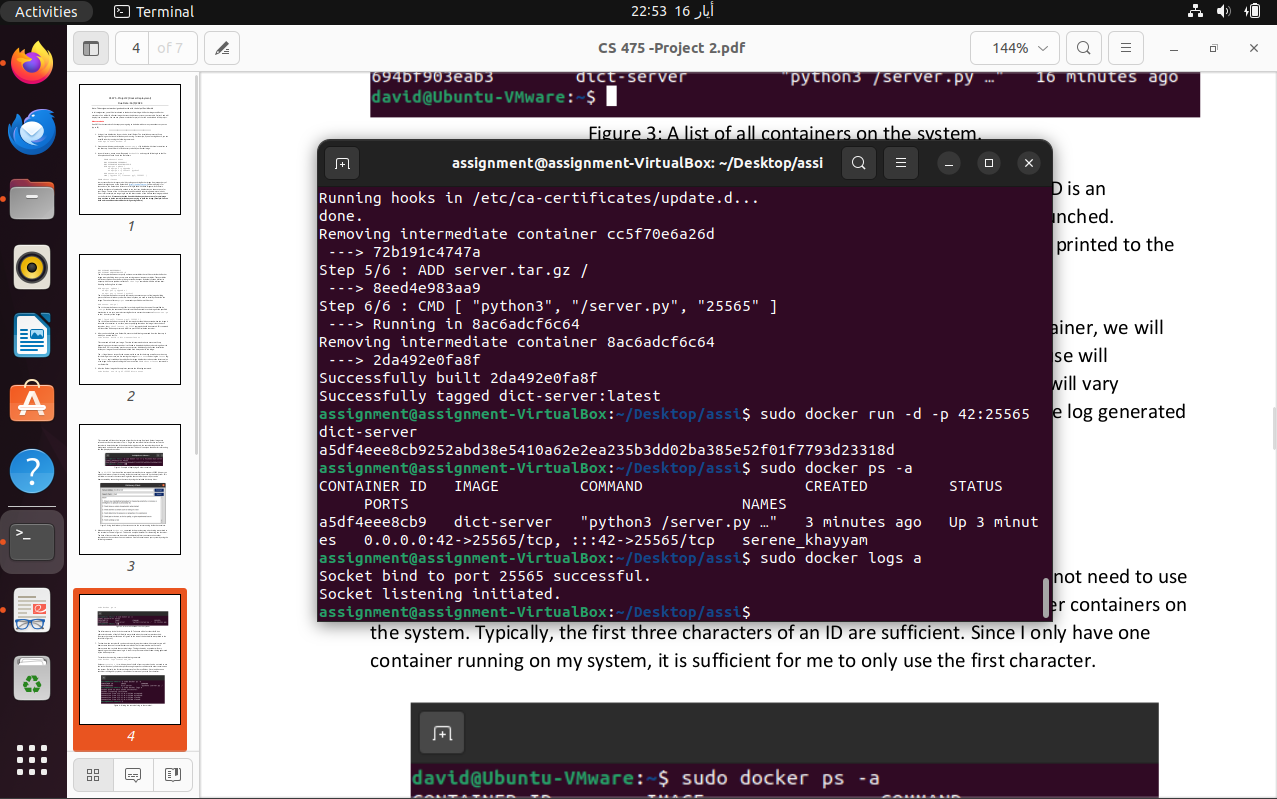 Activities
Terminal
22:53 16 أيار
4
of 7
CS 475 -Project 2.pdf
144%
1
2
3
4
694bf903eab3 dict-server "python3 /server.py …" 16 minutes ago
david@Ubuntu-VMware:~$
Figure 3: A list of all containers on the system.
D is an
unched.
printed to the
ainer, we will
se will
will vary
e log generated
not need to use
er containers on
the system. Typically, the first three characters of an ID are sufficient. Since I only have one
container running on my system, it is sufficient for me to only use the first character.
assignment@assignment-VirtualBox: ~/Desktop/assi
Running hooks in /etc/ca-certificates/update.d...
done.
Removing intermediate container cc5f70e6a26d
---> 72b191c4747a
Step 5/6 : ADD server.tar.gz /
---> 8eed4e983aa9
Step 6/6 : CMD [ "python3", "/server.py", "25565" ]
---> Running in 8ac6adcf6c64
Removing intermediate container 8ac6adcf6c64
---> 2da492e0fa8f
Successfully built 2da492e0fa8f
Successfully tagged dict-server:latest
assignment@assignment-VirtualBox:~/Desktop/assi$ sudo docker run -d -p 42:25565
dict-server
a5df4eee8cb9252abd38e5410a62e2ea235b3dd02ba385e52f01f7793d23318d
assignment@assignment-VirtualBox:~/Desktop/assi$ sudo docker ps -a
CONTAINER ID IMAGE COMMAND CREATED STATUS
PORTS NAMES
a5df4eee8cb9 dict-server "python3 /server.py …" 3 minutes ago Up 3 minut
es 0.0.0.0:42->25565/tcp, :::42->25565/tcp serene_khayyam
assignment@assignment-VirtualBox:~/Desktop/assi$ sudo docker logs a
Socket bind to port 25565 successful.
Socket listening initiated.
assignment@assignment-VirtualBox:~/Desktop/assi$
david@Ubuntu-VMware:~$ sudo docker ps -a
CONTAINER ID IMAGE COMMAND